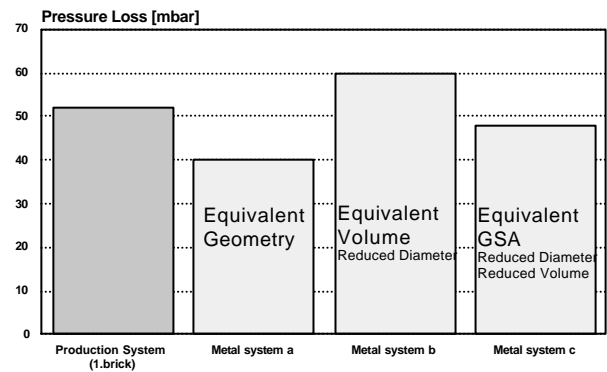 Pressure Loss [mbar]
70
60
50
40
30
20
10
0
Equivalent
Geometry
Equivalent
Volume
Reduced Diameter
Equivalent
GSA
Reduced Diameter
Reduced Volume
Production System
(1.brick)
Metal system a
Metal system b
Metal system c